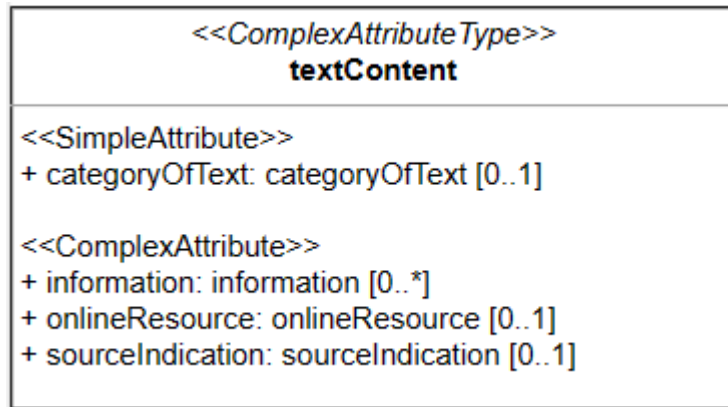 <<ComplexAttributeType>>
textContent
<<SimpleAttribute>>
+ categoryOfText: categoryOfText [0..1]
<<ComplexAttribute>>
+ information: information [0..*]
+ onlineResource: onlineResource [0..1]
+ sourceIndication: sourceIndication [0..1]